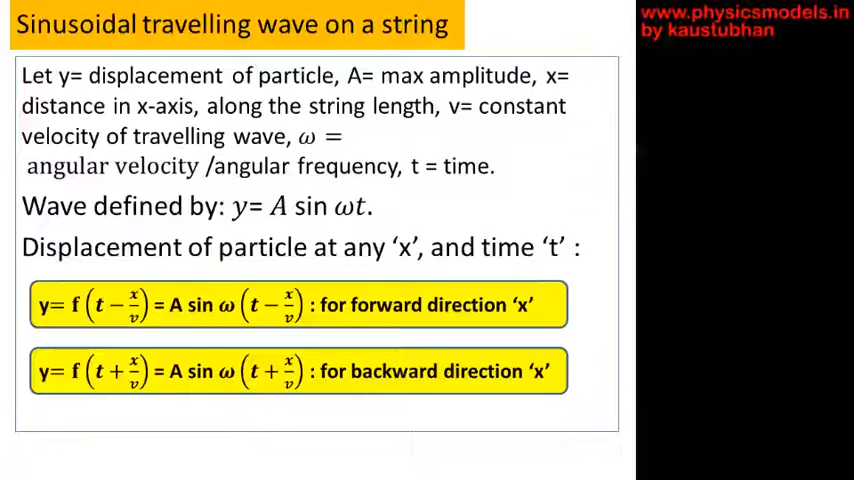 Sinusoidal travelling wave on a string
www.physicsmodels.in
by kaustubhan
Let y= displacement of particle, A= max amplitude, x=
distance in x-axis, along the string length, v= constant
velocity of travelling wave, ω =
angular velocity /angular frequency, t = time.
Wave defined by: y= A sin ωt.
Displacement of particle at any ‘x’, and time ‘t’ :
y= f (t − x/v) = A sin ω (t − x/v) : for forward direction ‘x’
y= f (t + x/v) = A sin ω (t + x/v) : for backward direction ‘x’